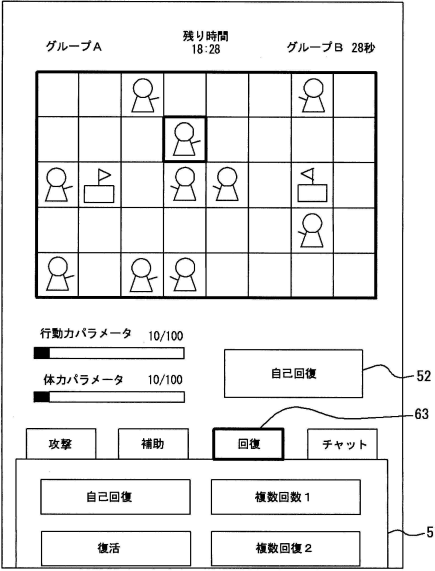 グループA
残り時間
18:28
グループB 28秒
行動力パラメータ 10/100
体力パラメータ 10/100
自己回復
52
63
攻撃
補助
回復
チャット
自己回復
複数回数1
復活
複数回復2
5